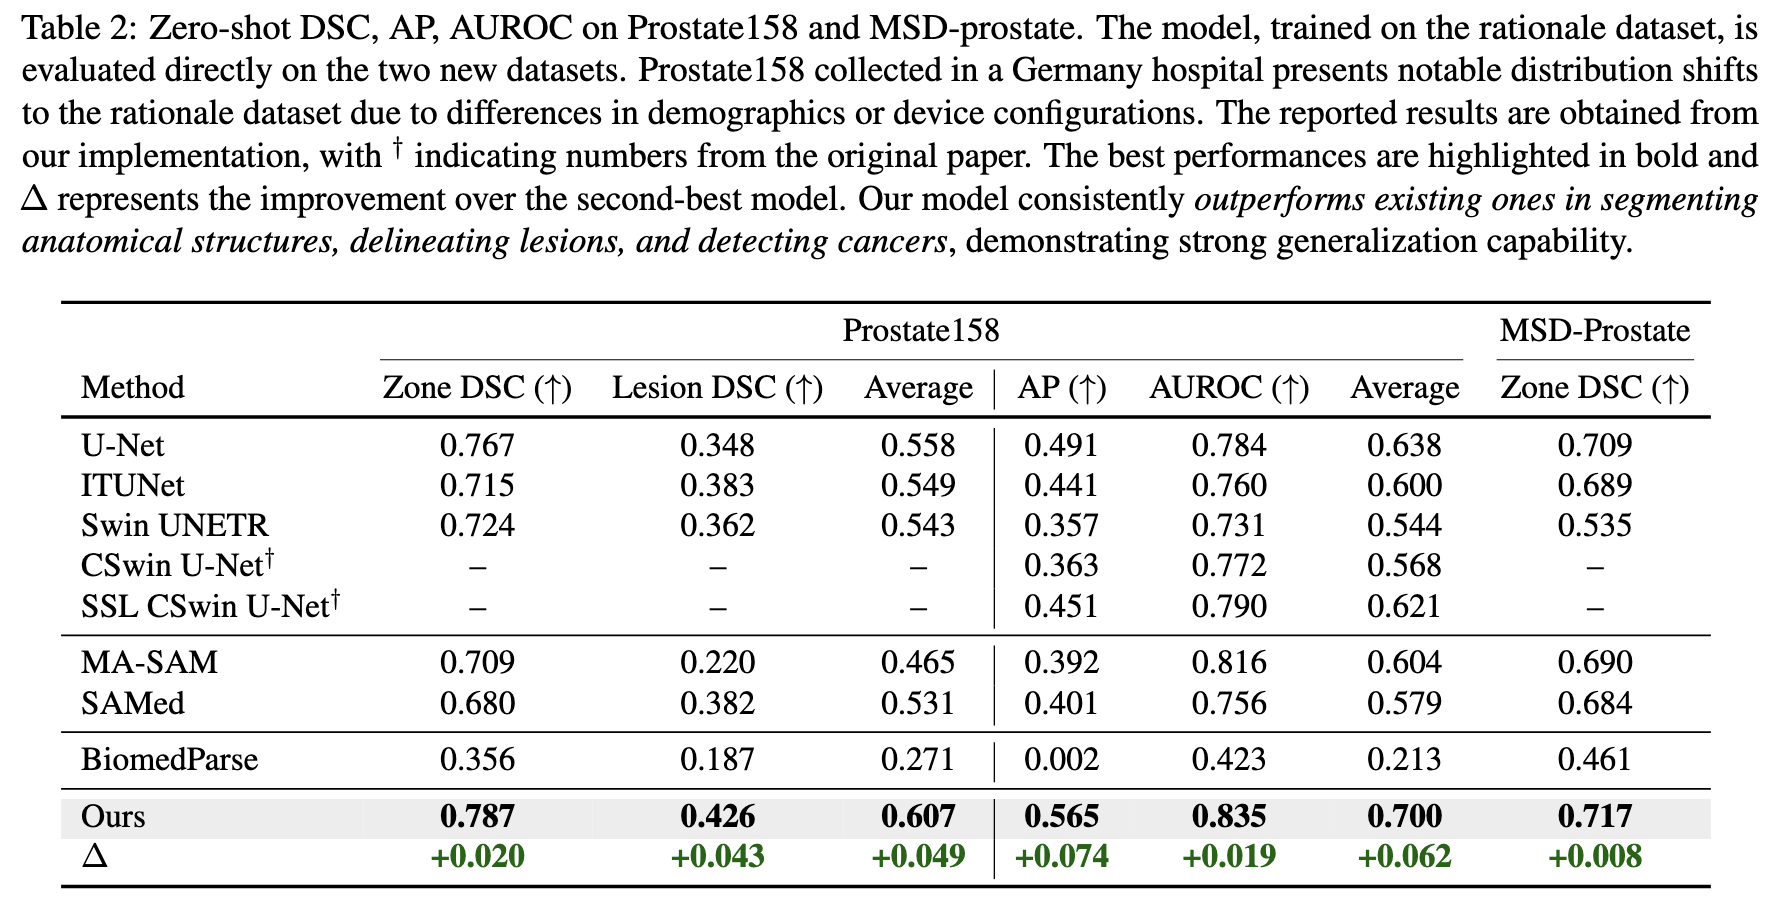 Table 2: Zero-shot DSC, AP, AUROC on Prostate158 and MSD-prostate. The model, trained on the rationale dataset, is
evaluated directly on the two new datasets. Prostate158 collected in a Germany hospital presents notable distribution shifts
to the rationale dataset due to differences in demographics or device configurations. The reported results are obtained from
our implementation, with † indicating numbers from the original paper. The best performances are highlighted in bold and
Δ represents the improvement over the second-best model. Our model consistently outperforms existing ones in segmenting
anatomical structures, delineating lesions, and detecting cancers, demonstrating strong generalization capability.
Prostate158 MSD-Prostate
Method Zone DSC (↑) Lesion DSC (↑) Average AP (↑) AUROC (↑) Average Zone DSC (↑)
U-Net 0.767 0.348 0.558 0.491 0.784 0.638 0.709
ITUNet 0.715 0.383 0.549 0.441 0.760 0.600 0.689
Swin UNETR 0.724 0.362 0.543 0.357 0.731 0.544 0.535
CSwin U-Net† – – – 0.363 0.772 0.568 –
SSL CSwin U-Net† – – – 0.451 0.790 0.621 –
MA-SAM 0.709 0.220 0.465 0.392 0.816 0.604 0.690
SAMed 0.680 0.382 0.531 0.401 0.756 0.579 0.684
BiomedParse 0.356 0.187 0.271 0.002 0.423 0.213 0.461
Ours 0.787 0.426 0.607 0.565 0.835 0.700 0.717
Δ +0.020 +0.043 +0.049 +0.074 +0.019 +0.062 +0.008